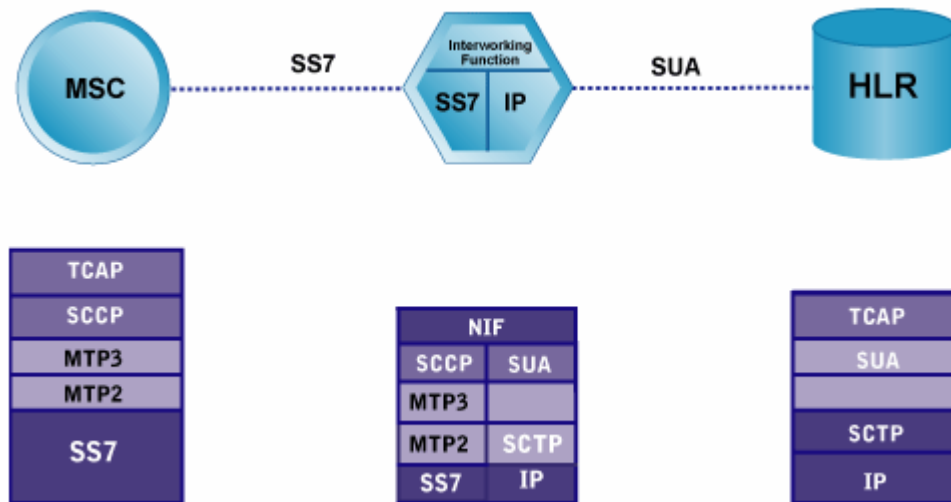 MSC
SS7
Interworking
Function
SS7
IP
SUA
HLR
TCAP
SCCP
MTP3
MTP2
SS7
NIF
SCCP
SUA
MTP3
MTP2
SCTP
SS7
IP
TCAP
SUA
SCTP
IP